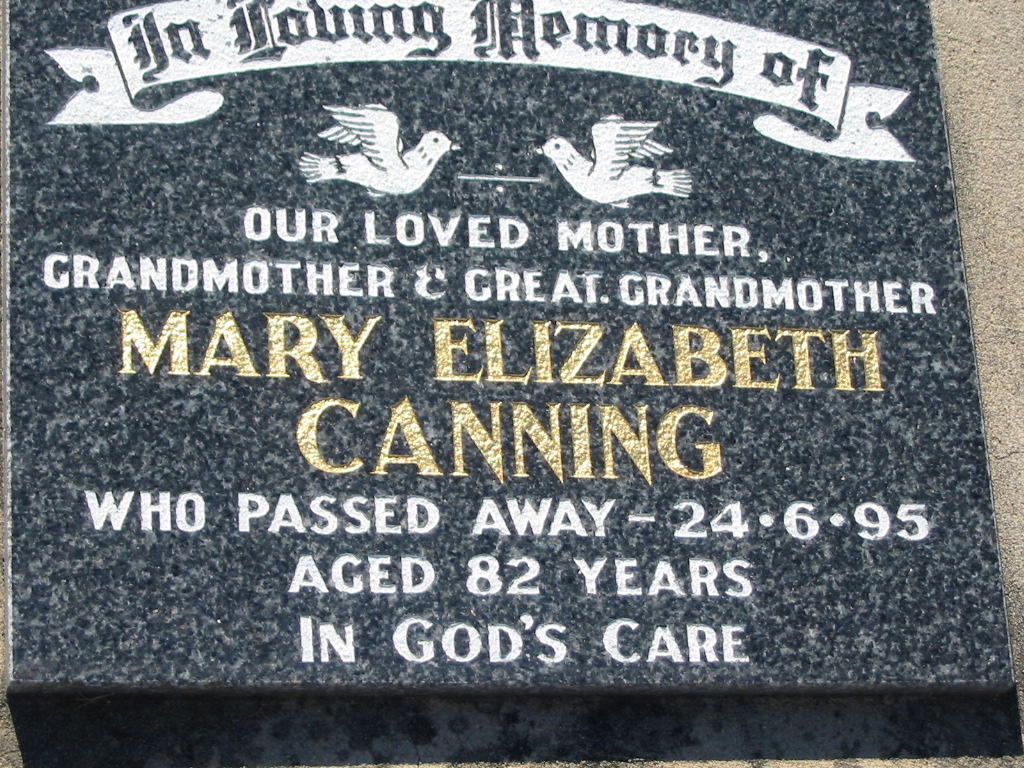 In Loving Memory of
OUR LOVED MOTHER,
GRANDMOTHER & GREAT. GRANDMOTHER
MARY ELIZABETH
CANNING
WHO PASSED AWAY - 24·6·95
AGED 82 YEARS
IN GOD'S CARE